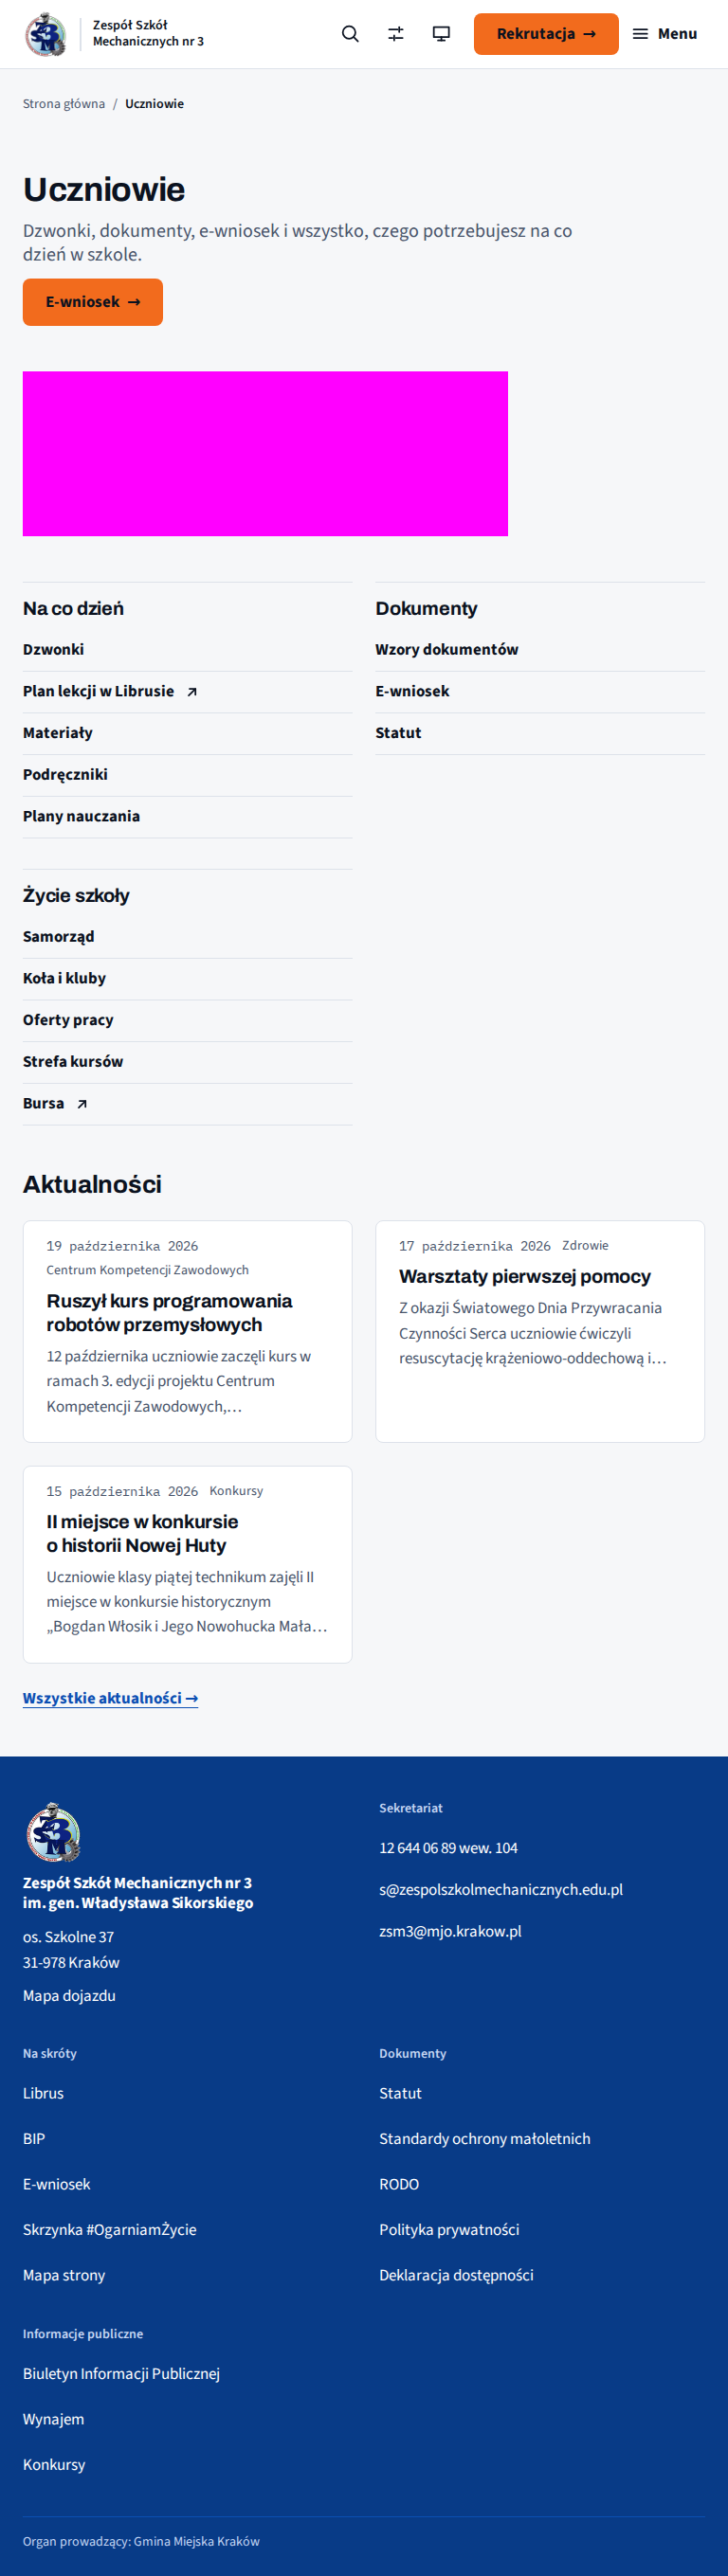 Zespół Szkół
Mechanicznych nr 3
Rekrutacja →
Menu
Strona główna / Uczniowie
Uczniowie
Dzwonki, dokumenty, e-wniosek i wszystko, czego potrzebujesz na co
dzień w szkole.
E-wniosek →
Na co dzień
Dzwonki
Plan lekcji w Librusie ↗
Materiały
Podręczniki
Plany nauczania
Dokumenty
Wzory dokumentów
E-wniosek
Statut
Życie szkoły
Samorząd
Koła i kluby
Oferty pracy
Strefa kursów
Bursa ↗
Aktualności
19 października 2026
Centrum Kompetencji Zawodowych
Ruszył kurs programowania
robotów przemysłowych
12 października uczniowie zaczęli kurs w
ramach 3. edycji projektu Centrum
Kompetencji Zawodowych,…
17 października 2026 Zdrowie
Warsztaty pierwszej pomocy
Z okazji Światowego Dnia Przywracania
Czynności Serca uczniowie ćwiczyli
resuscytację krążeniowo-oddechową i…
15 października 2026 Konkursy
II miejsce w konkursie
o historii Nowej Huty
Uczniowie klasy piątej technikum zajęli II
miejsce w konkursie historycznym
„Bogdan Włosik i Jego Nowohucka Mała…
Wszystkie aktualności →
Zespół Szkół Mechanicznych nr 3
im. gen. Władysława Sikorskiego
os. Szkolne 37
31-978 Kraków
Mapa dojazdu
Sekretariat
12 644 06 89 wew. 104
s@zespolszkolmechanicznych.edu.pl
zsm3@mjo.krakow.pl
Na skróty
Librus
BIP
E-wniosek
Skrzynka #OgarniamŻycie
Mapa strony
Dokumenty
Statut
Standardy ochrony małoletnich
RODO
Polityka prywatności
Deklaracja dostępności
Informacje publiczne
Biuletyn Informacji Publicznej
Wynajem
Konkursy
Organ prowadzący: Gmina Miejska Kraków